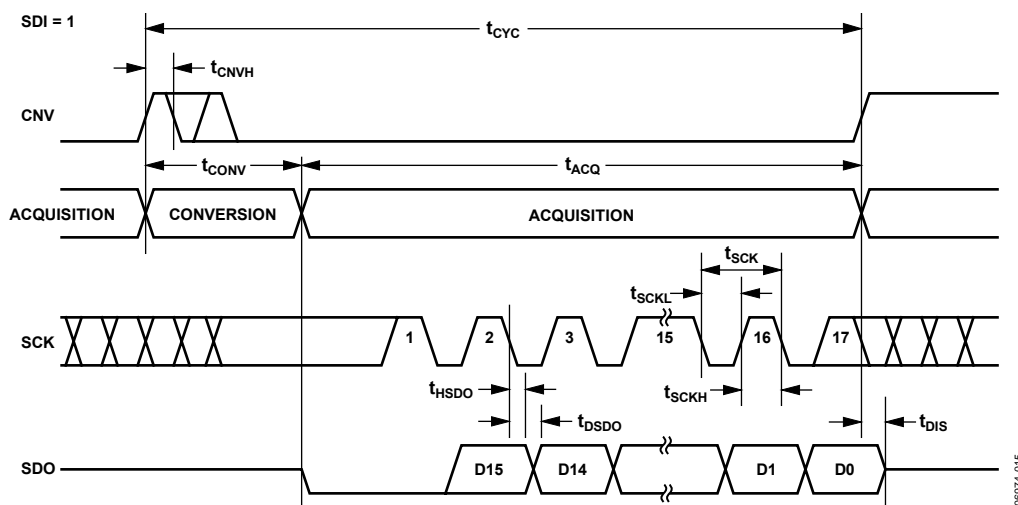 SDI = 1
tCYC
tCNVH
CNV
tCONV
tACQ
ACQUISITION
CONVERSION
ACQUISITION
tSCK
tSCKL
SCK
1
2
3
15
16
17
tHSDO
tSCKH
tDSDO
tDIS
SDO
D15
D14
D1
D0